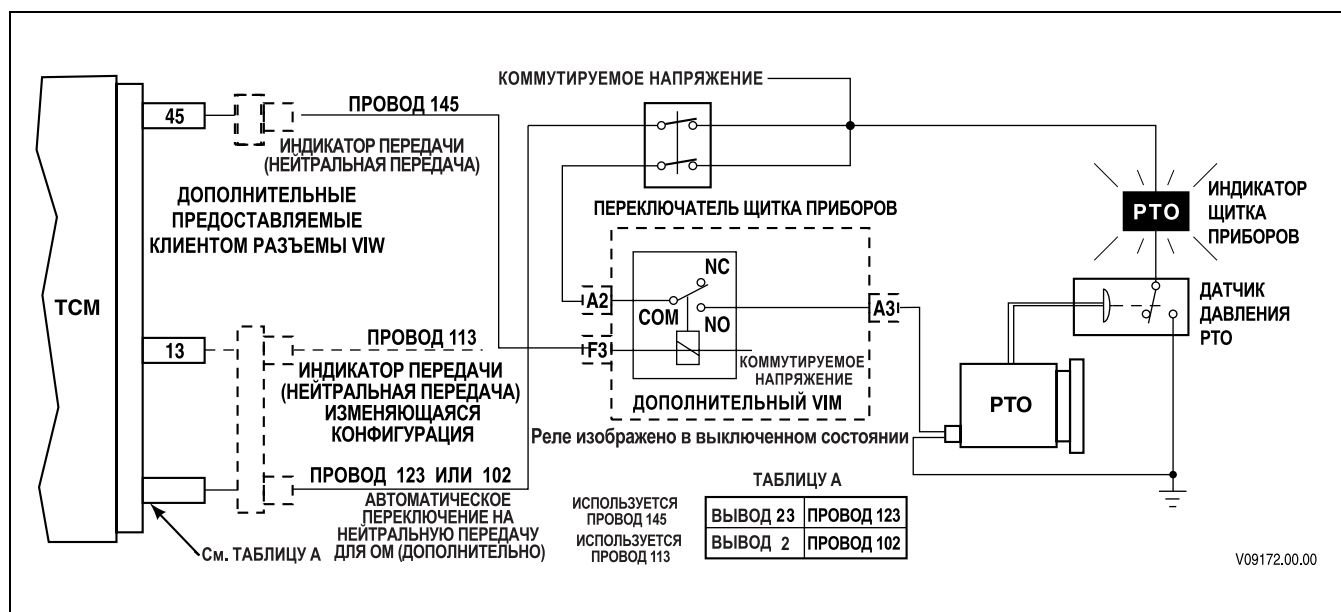 КОММУТИРУЕМОЕ НАПРЯЖЕНИЕ
45
ПРОВОД 145
ИНДИКАТОР ПЕРЕДАЧИ
(НЕЙТРАЛЬНАЯ ПЕРЕДАЧА)
ДОПОЛНИТЕЛЬНЫЕ
ПРЕДОСТАВЛЯЕМЫЕ
КЛИЕНТОМ РАЗЪЕМЫ VIW
TCM
ПЕРЕКЛЮЧАТЕЛЬ ЩИТКА ПРИБОРОВ
PTO
ИНДИКАТОР
ЩИТКА
ПРИБОРОВ
NC
A2
COM
NO
A3
F3
КОММУТИРУЕМОЕ
НАПРЯЖЕНИЕ
ДОПОЛНИТЕЛЬНЫЙ VIM
Реле изображено в выключенном состоянии
ДАТЧИК
ДАВЛЕНИЯ
PTO
PTO
13
ПРОВОД 113
ИНДИКАТОР ПЕРЕДАЧИ
(НЕЙТРАЛЬНАЯ ПЕРЕДАЧА)
ИЗМЕНЯЮЩАЯСЯ
КОНФИГУРАЦИЯ
ПРОВОД 123 ИЛИ 102
АВТОМАТИЧЕСКОЕ
ПЕРЕКЛЮЧЕНИЕ НА
НЕЙТРАЛЬНУЮ ПЕРЕДАЧУ
ДЛЯ ОМ (ДОПОЛНИТЕЛЬНО)
См. ТАБЛИЦУ А
ТАБЛИЦУ А
ИСПОЛЬЗУЕТСЯ
ПРОВОД 145
ВЫВОД 23 ПРОВОД 123
ИСПОЛЬЗУЕТСЯ
ПРОВОД 113
ВЫВОД 2 ПРОВОД 102
V09172.00.00